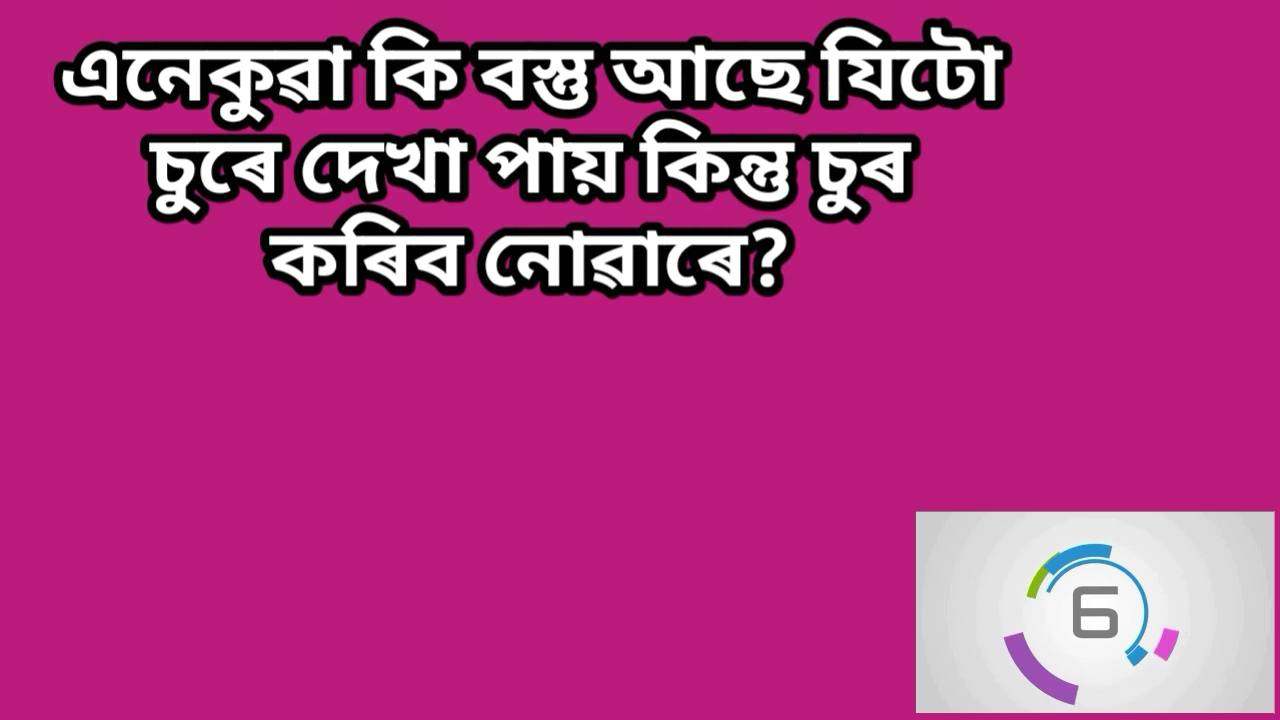 এনেকুৱা কি বস্তু আছে যিটো
চুৰে দেখা পায় কিন্তু চুৰ
কৰিব নোৱাৰে?
6